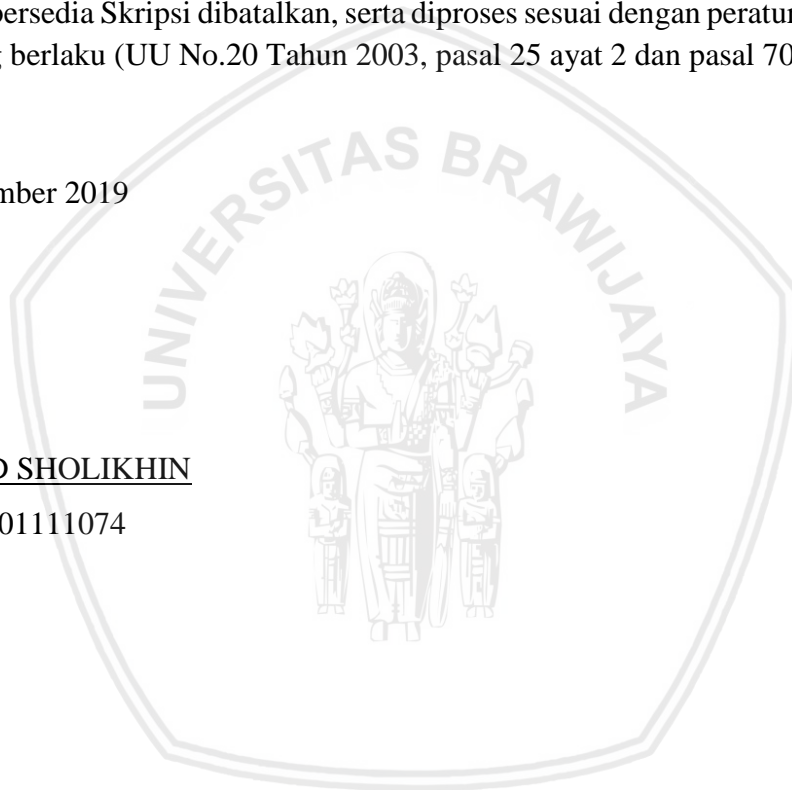 bersedia Skripsi dibatalkan, serta diproses sesuai dengan peratur
berlaku (UU No.20 Tahun 2003, pasal 25 ayat 2 dan pasal 70
mber 2019
UNIVERSITAS BRAWIJAYA
SHOLIKHIN
01111074